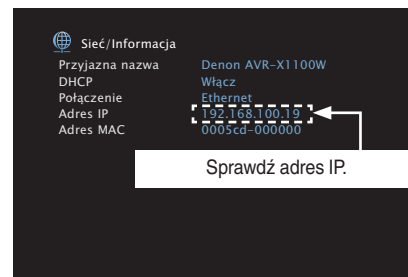 Sieć/Informacja
Przyjazna nazwa Denon AVR-X1100W
DHCP Włącz
Połączenie Ethernet
Adres IP 192.168.100.19
Adres MAC 0005cd-000000
Sprawdź adres IP.